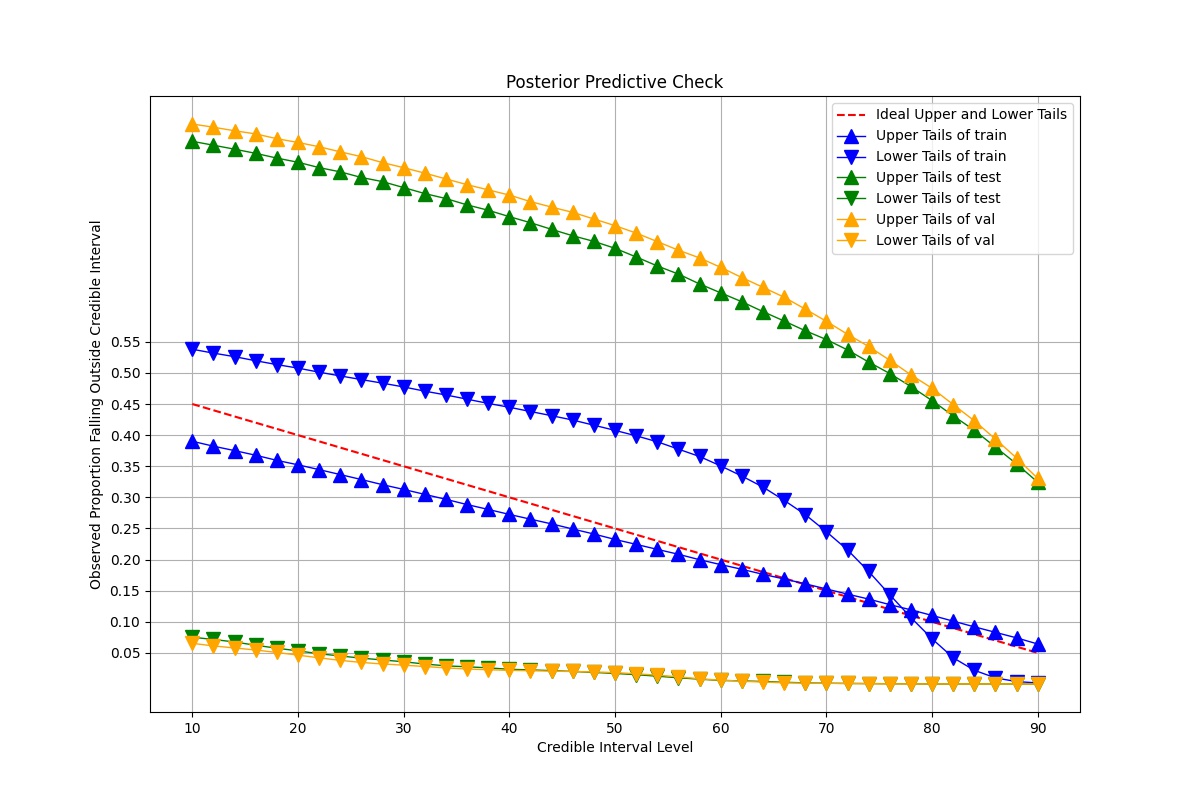 Posterior Predictive Check
Ideal Upper and Lower Tails
Upper Tails of train
Lower Tails of train
Upper Tails of test
Lower Tails of test
Upper Tails of val
Lower Tails of val
Observed Proportion Falling Outside Credible Interval
0.55
0.50
0.45
0.40
0.35
0.30
0.25
0.20
0.15
0.10
0.05
10 20 30 40 50 60 70 80 90
Credible Interval Level